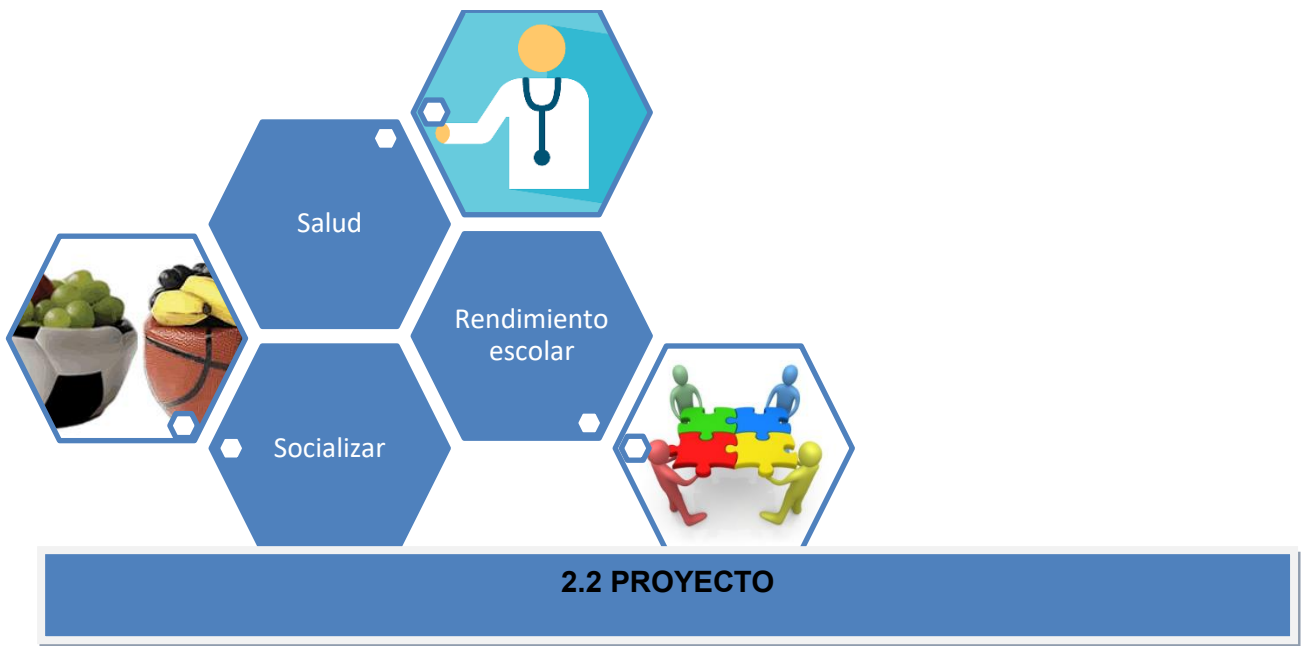 Salud
Rendimiento
escolar
Socializar
2.2 PROYECTO